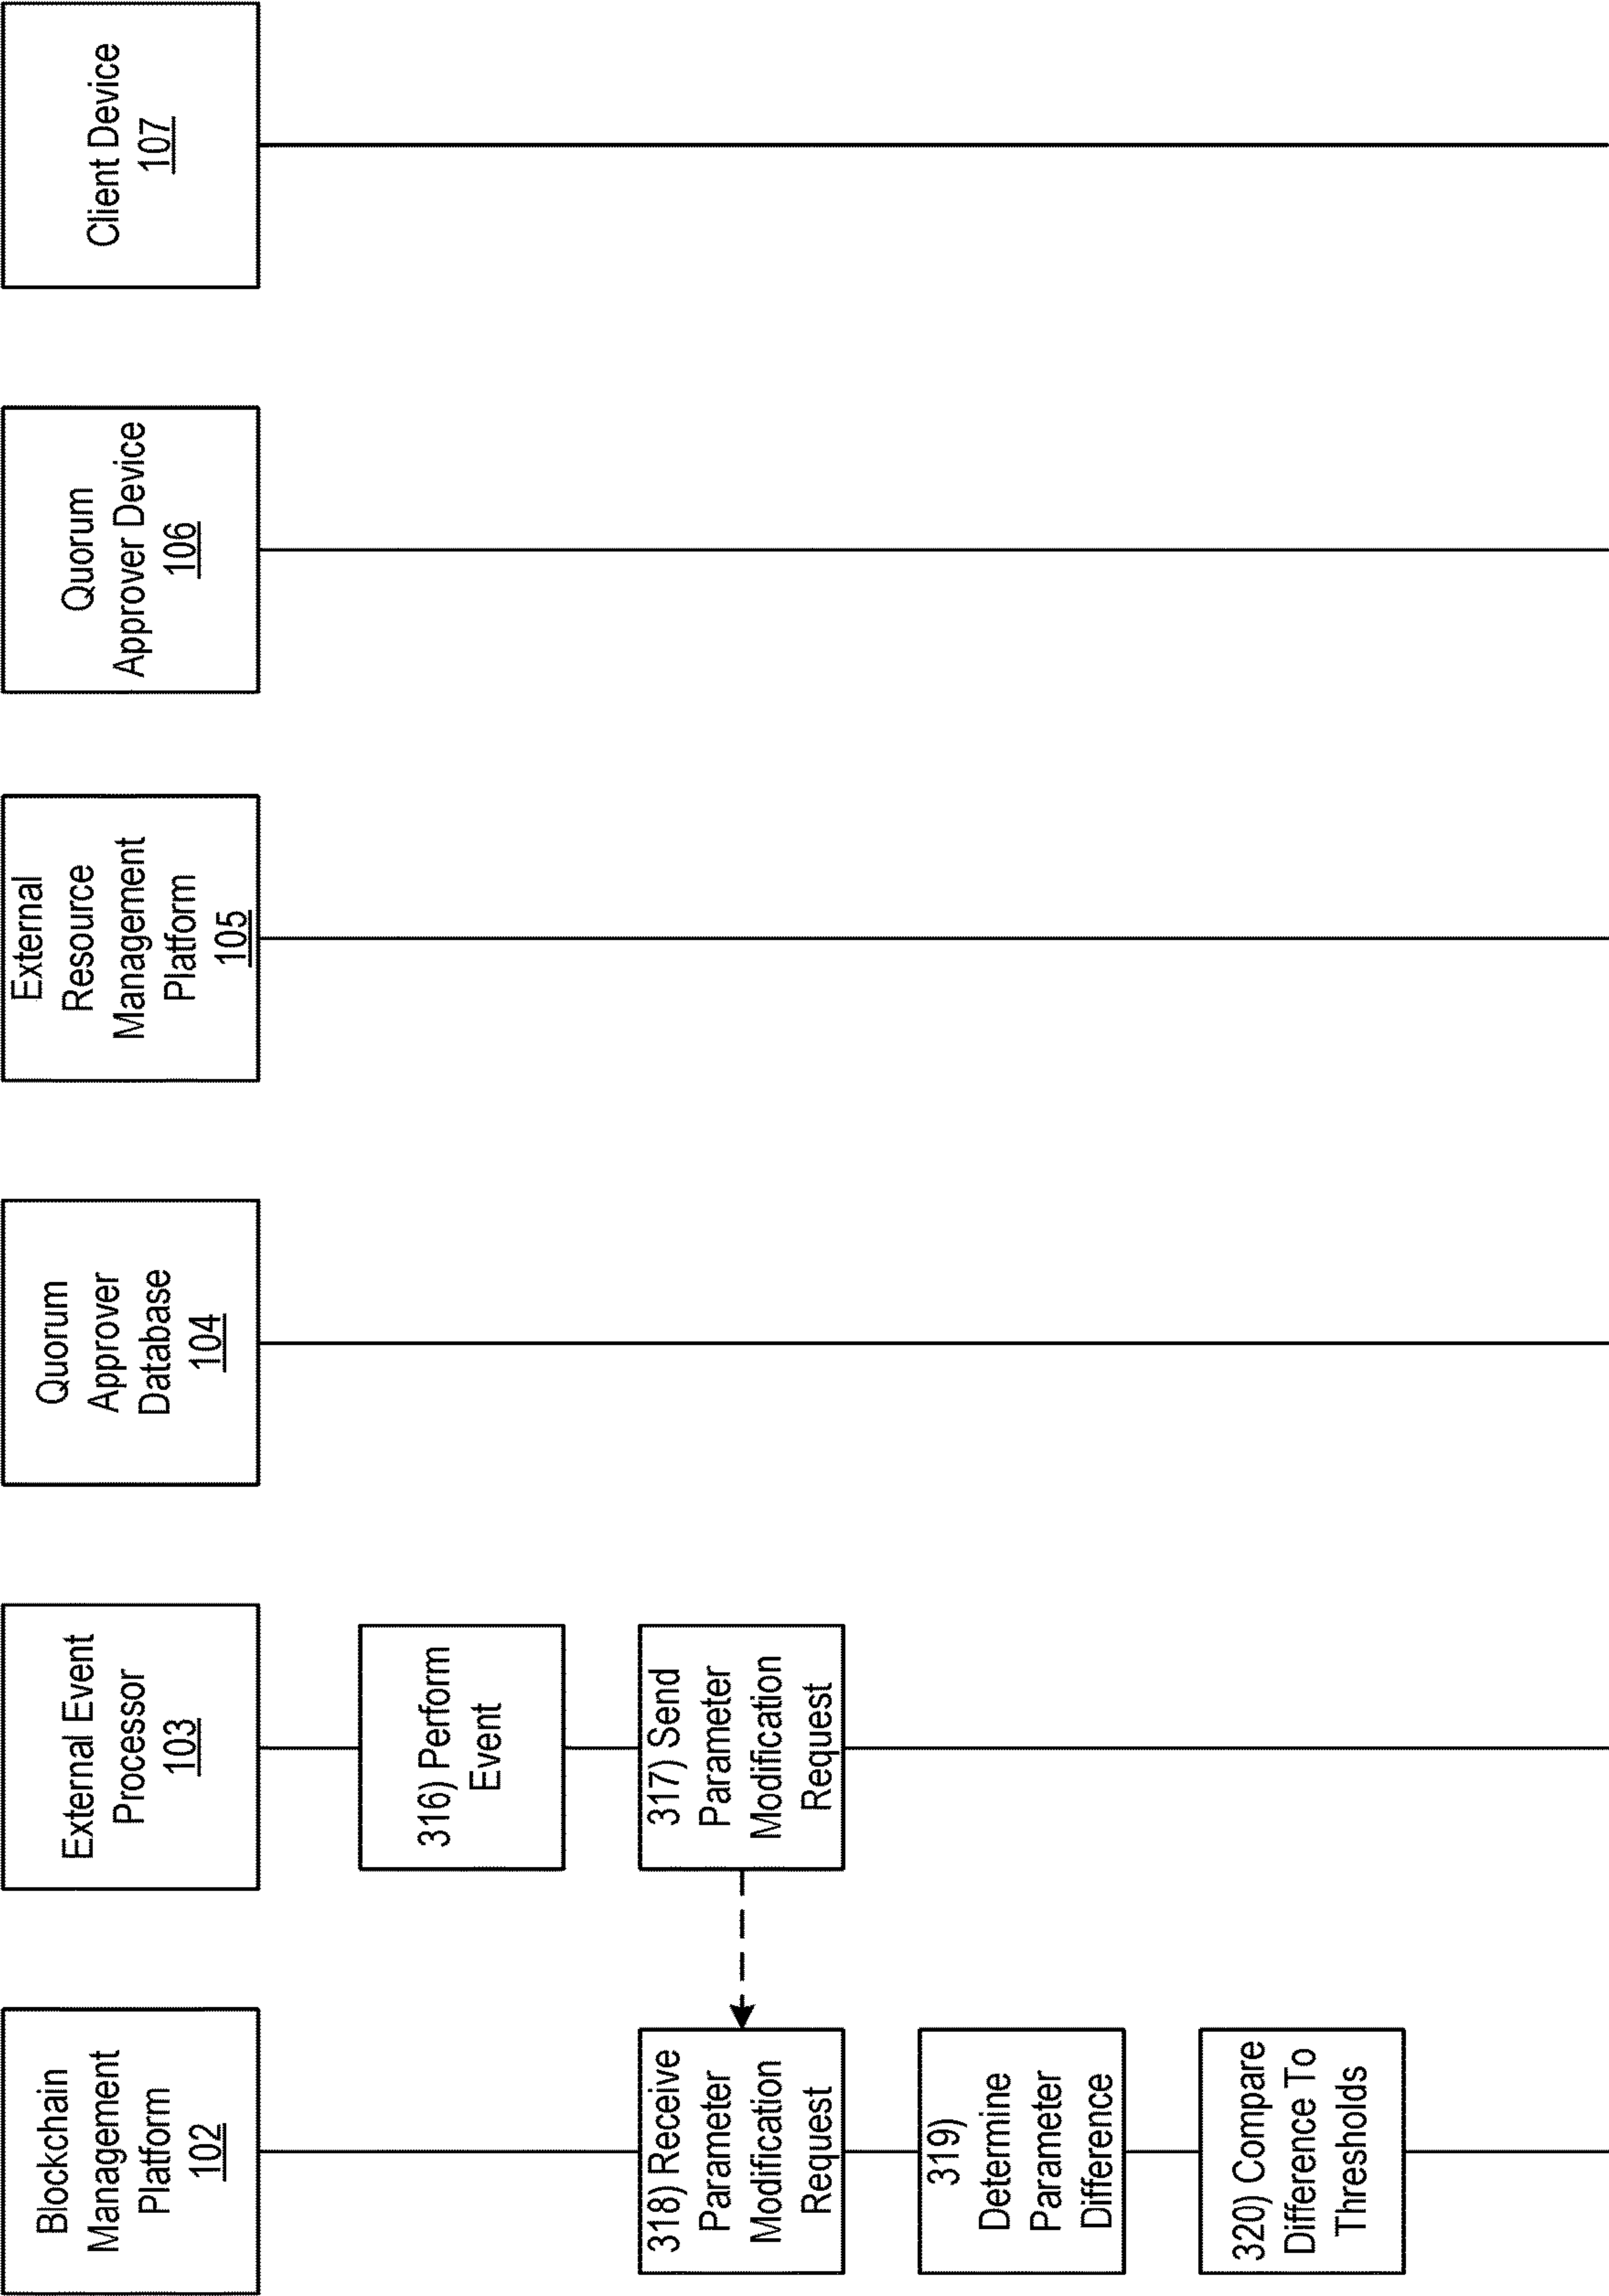 Blockchain
Management
Platform
102
External Event
Processor
103
Quorum
Approver
Database
104
External
Resource
Management
Platform
105
Quorum
Approver Device
106
Client Device
107
316) Perform
Event
317) Send
Parameter
Modification
Request
318) Receive
Parameter
Modification
Request
319)
Determine
Parameter
Difference
320) Compare
Difference To
Thresholds